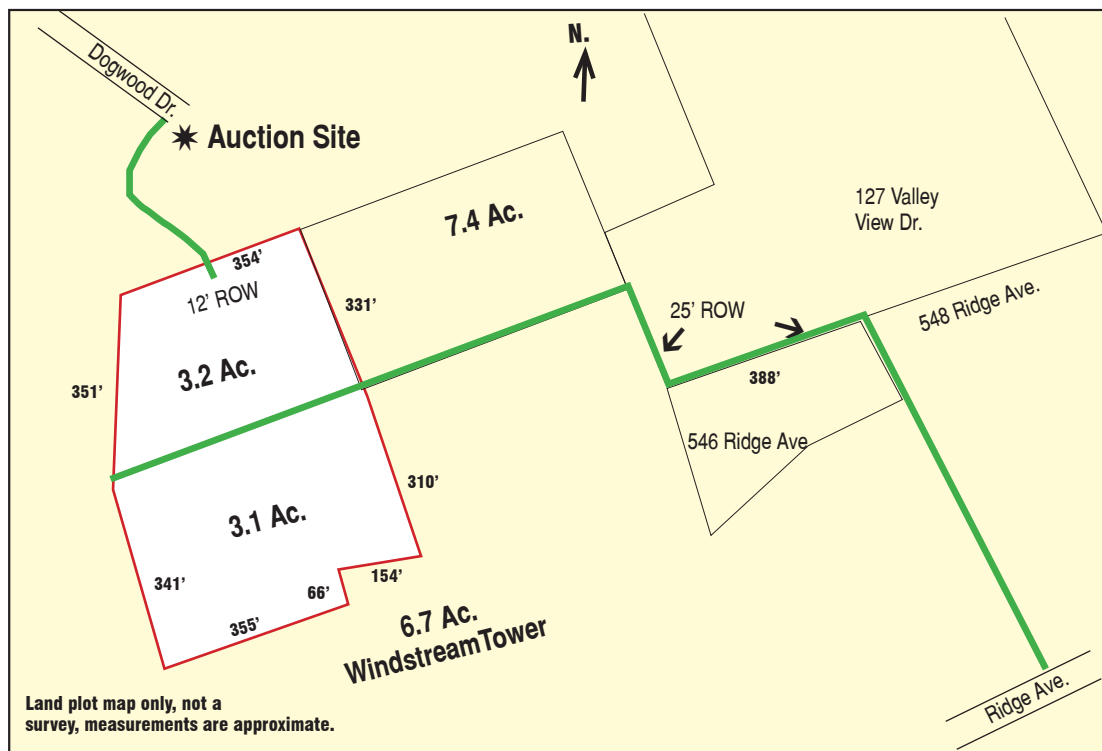 N.
Dogwood Dr.
Auction Site
127 Valley
View Dr.
7.4 Ac.
354’
12’ ROW
331’
25’ ROW
548 Ridge Ave.
351’
3.2 Ac.
388’
546 Ridge Ave
310’
3.1 Ac.
341’
154’
66’
355’
6.7 Ac.
WindstreamTower
Ridge Ave.
Land plot map only, not a
survey, measurements are approximate.